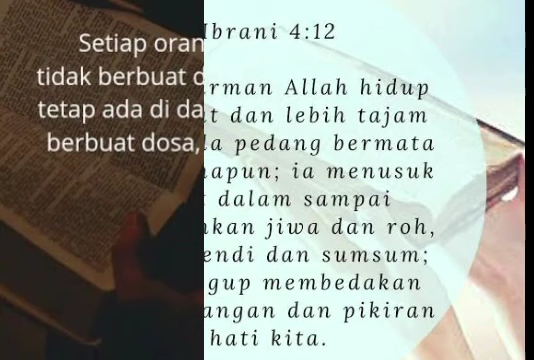 Setiap oran
tidak berbuat d
tetap ada di da
berbuat dosa,
Ibrani 4:12
rman Allah hidup
t dan lebih tajam
la pedang bermata
apun; ia menusuk
t dalam sampai
hkan jiwa dan roh,
endi dan sumsum;
gup membedakan
angan dan pikiran
hati kita.